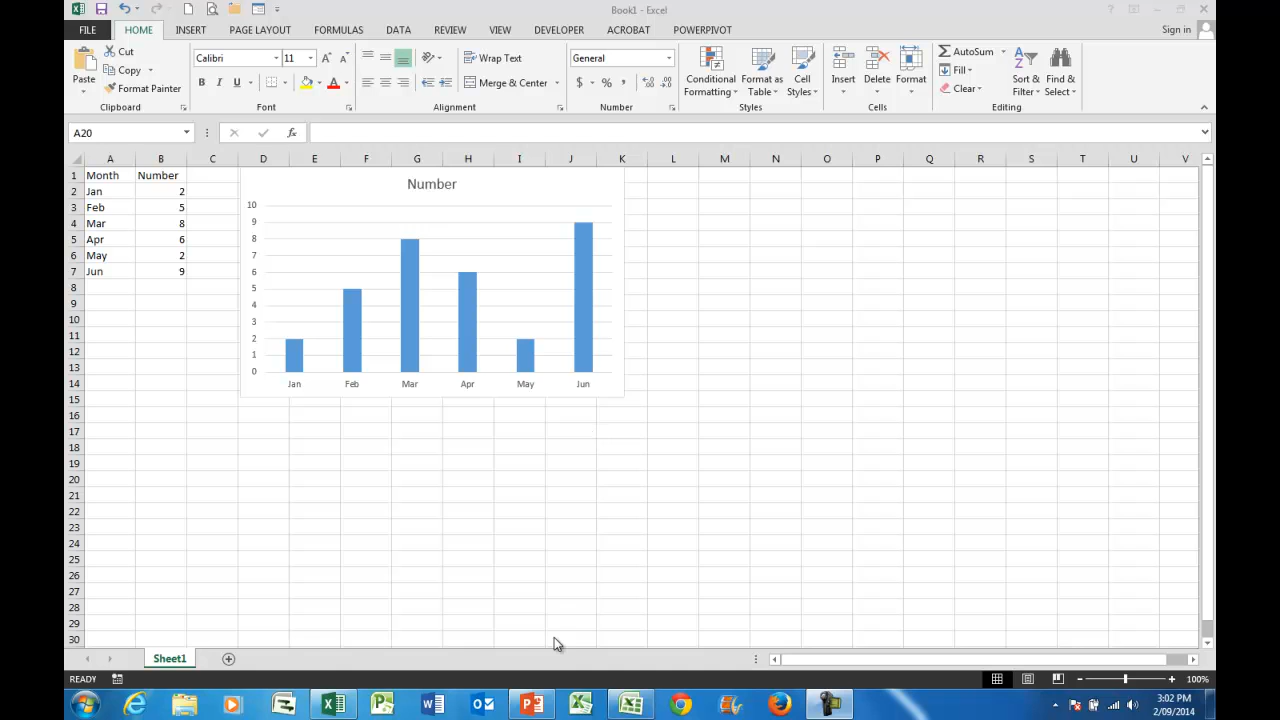 Book1 - Excel
FILE HOME INSERT PAGE LAYOUT FORMULAS DATA REVIEW VIEW DEVELOPER ACROBAT POWERPIVOT Sign in
Paste
Cut
Copy
Format Painter
Clipboard
Calibri 11
B I U
Font
Wrap Text
Merge & Center
Alignment
General
$ % ,
Number
Conditional Formatting
Format as Table
Cell Styles
Styles
Insert Delete Format
Cells
AutoSum
Fill
Clear
Sort & Filter
Find & Select
Editing
A20 fx
A B C D E F G H I J K L M N O P Q R S T U V
1 Month Number
2 Jan 2
3 Feb 5
4 Mar 8
5 Apr 6
6 May 2
7 Jun 9
8
9
10
11
12
13
14
15
16
17
18
19
20
21
22
23
24
25
26
27
28
29
30
Number
10
9
8
7
6
5
4
3
2
1
0
Jan Feb Mar Apr May Jun
Sheet1
READY 100%
3:02 PM
2/09/2014